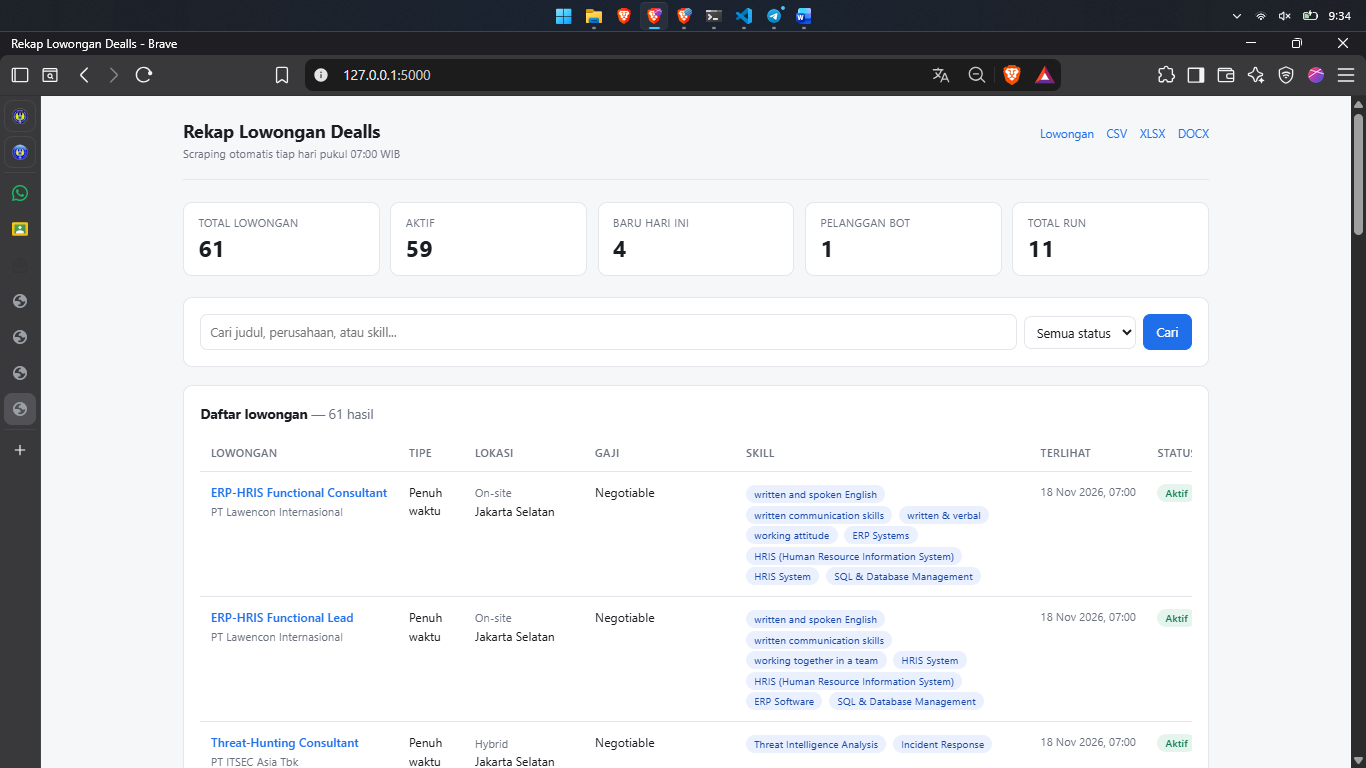 9:34
Rekap Lowongan Dealls - Brave
127.0.0.1:5000
Rekap Lowongan Dealls
Scraping otomatis tiap hari pukul 07:00 WIB
Lowongan CSV XLSX DOCX
TOTAL LOWONGAN
61
AKTIF
59
BARU HARI INI
4
PELANGGAN BOT
1
TOTAL RUN
11
Cari judul, perusahaan, atau skill...
Semua status
Cari
Daftar lowongan — 61 hasil
LOWONGAN TIPE LOKASI GAJI SKILL TERLIHAT STATUS
ERP-HRIS Functional Consultant
PT Lawencon Internasional
Penuh
waktu
On-site
Jakarta Selatan
Negotiable
written and spoken English
written communication skills written & verbal
working attitude ERP Systems
HRIS (Human Resource Information System)
HRIS System SQL & Database Management
18 Nov 2026, 07:00
Aktif
ERP-HRIS Functional Lead
PT Lawencon Internasional
Penuh
waktu
On-site
Jakarta Selatan
Negotiable
written and spoken English
written communication skills
working together in a team HRIS System
HRIS (Human Resource Information System)
ERP Software SQL & Database Management
18 Nov 2026, 07:00
Aktif
Threat-Hunting Consultant
PT ITSEC Asia Tbk
Penuh
waktu
Hybrid
Jakarta Selatan
Negotiable
Threat Intelligence Analysis Incident Response
18 Nov 2026, 07:00
Aktif